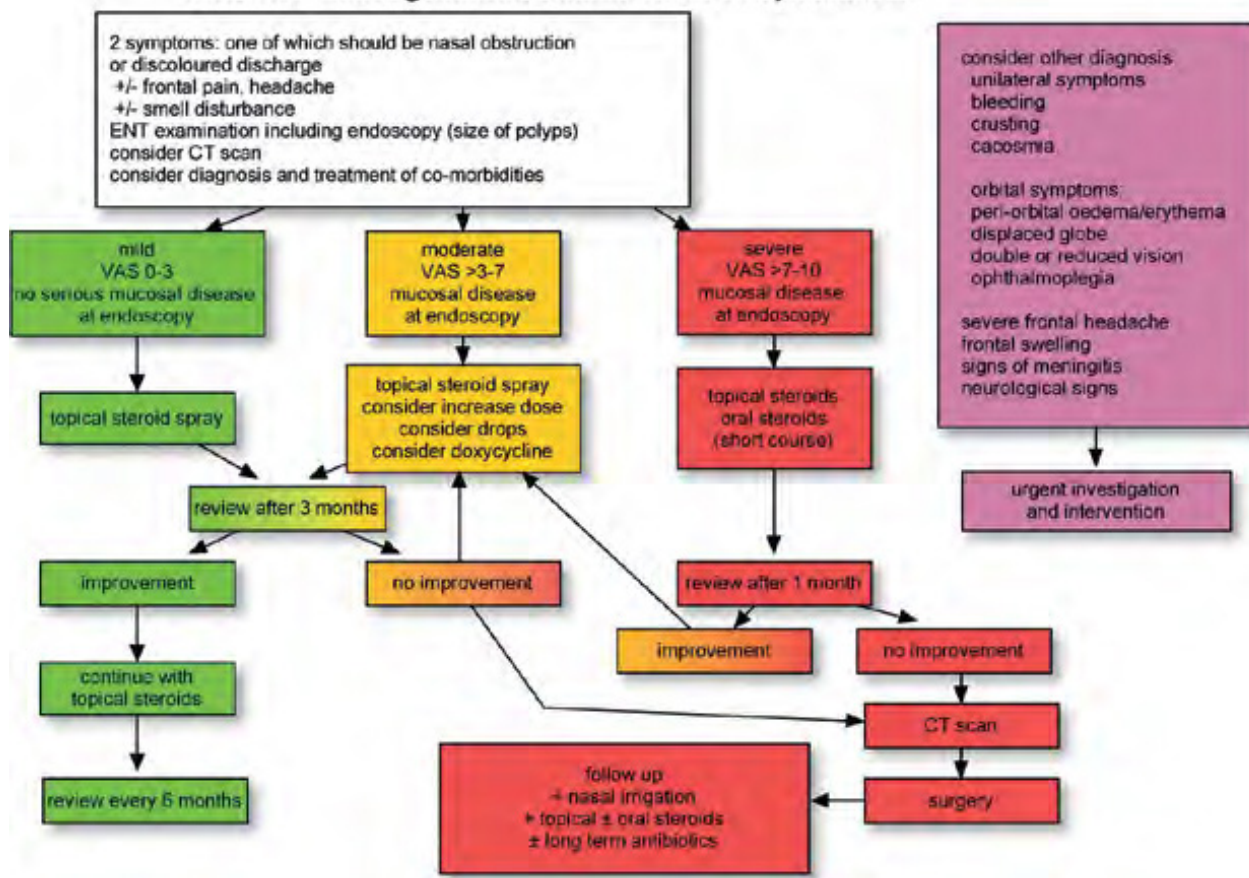 2 symptoms: one of which should be nasal obstruction
or discoloured discharge
+/- frontal pain, headache
+/- smell disturbance
ENT examination including endoscopy (size of polyps)
consider CT scan
consider diagnosis and treatment of co-morbidities
consider other diagnosis
unilateral symptoms
bleeding
crusting
cacosmia
orbital symptoms
peri-orbital oedema/erythema
displaced globe
double or reduced vision
ophthalmoplegia
severe frontal headache
frontal swelling
signs of meningitis
neurological signs
urgent investigation
and intervention
mild
VAS 0-3
no serious mucosal disease
at endoscopy
moderate
VAS >3-7
mucosal disease
at endoscopy
severe
VAS >7-10
mucosal disease
at endoscopy
topical steroid spray
topical steroid spray
consider increase dose
consider drops
consider doxycycline
topical steroids
oral steroids
(short course)
review after 3 months
improvement
no improvement
review after 1 month
improvement
no improvement
continue with
topical steroids
CT scan
review every 6 months
follow up
+ nasal irrigation
+ topical ± oral steroids
± long term antibiotics
surgery